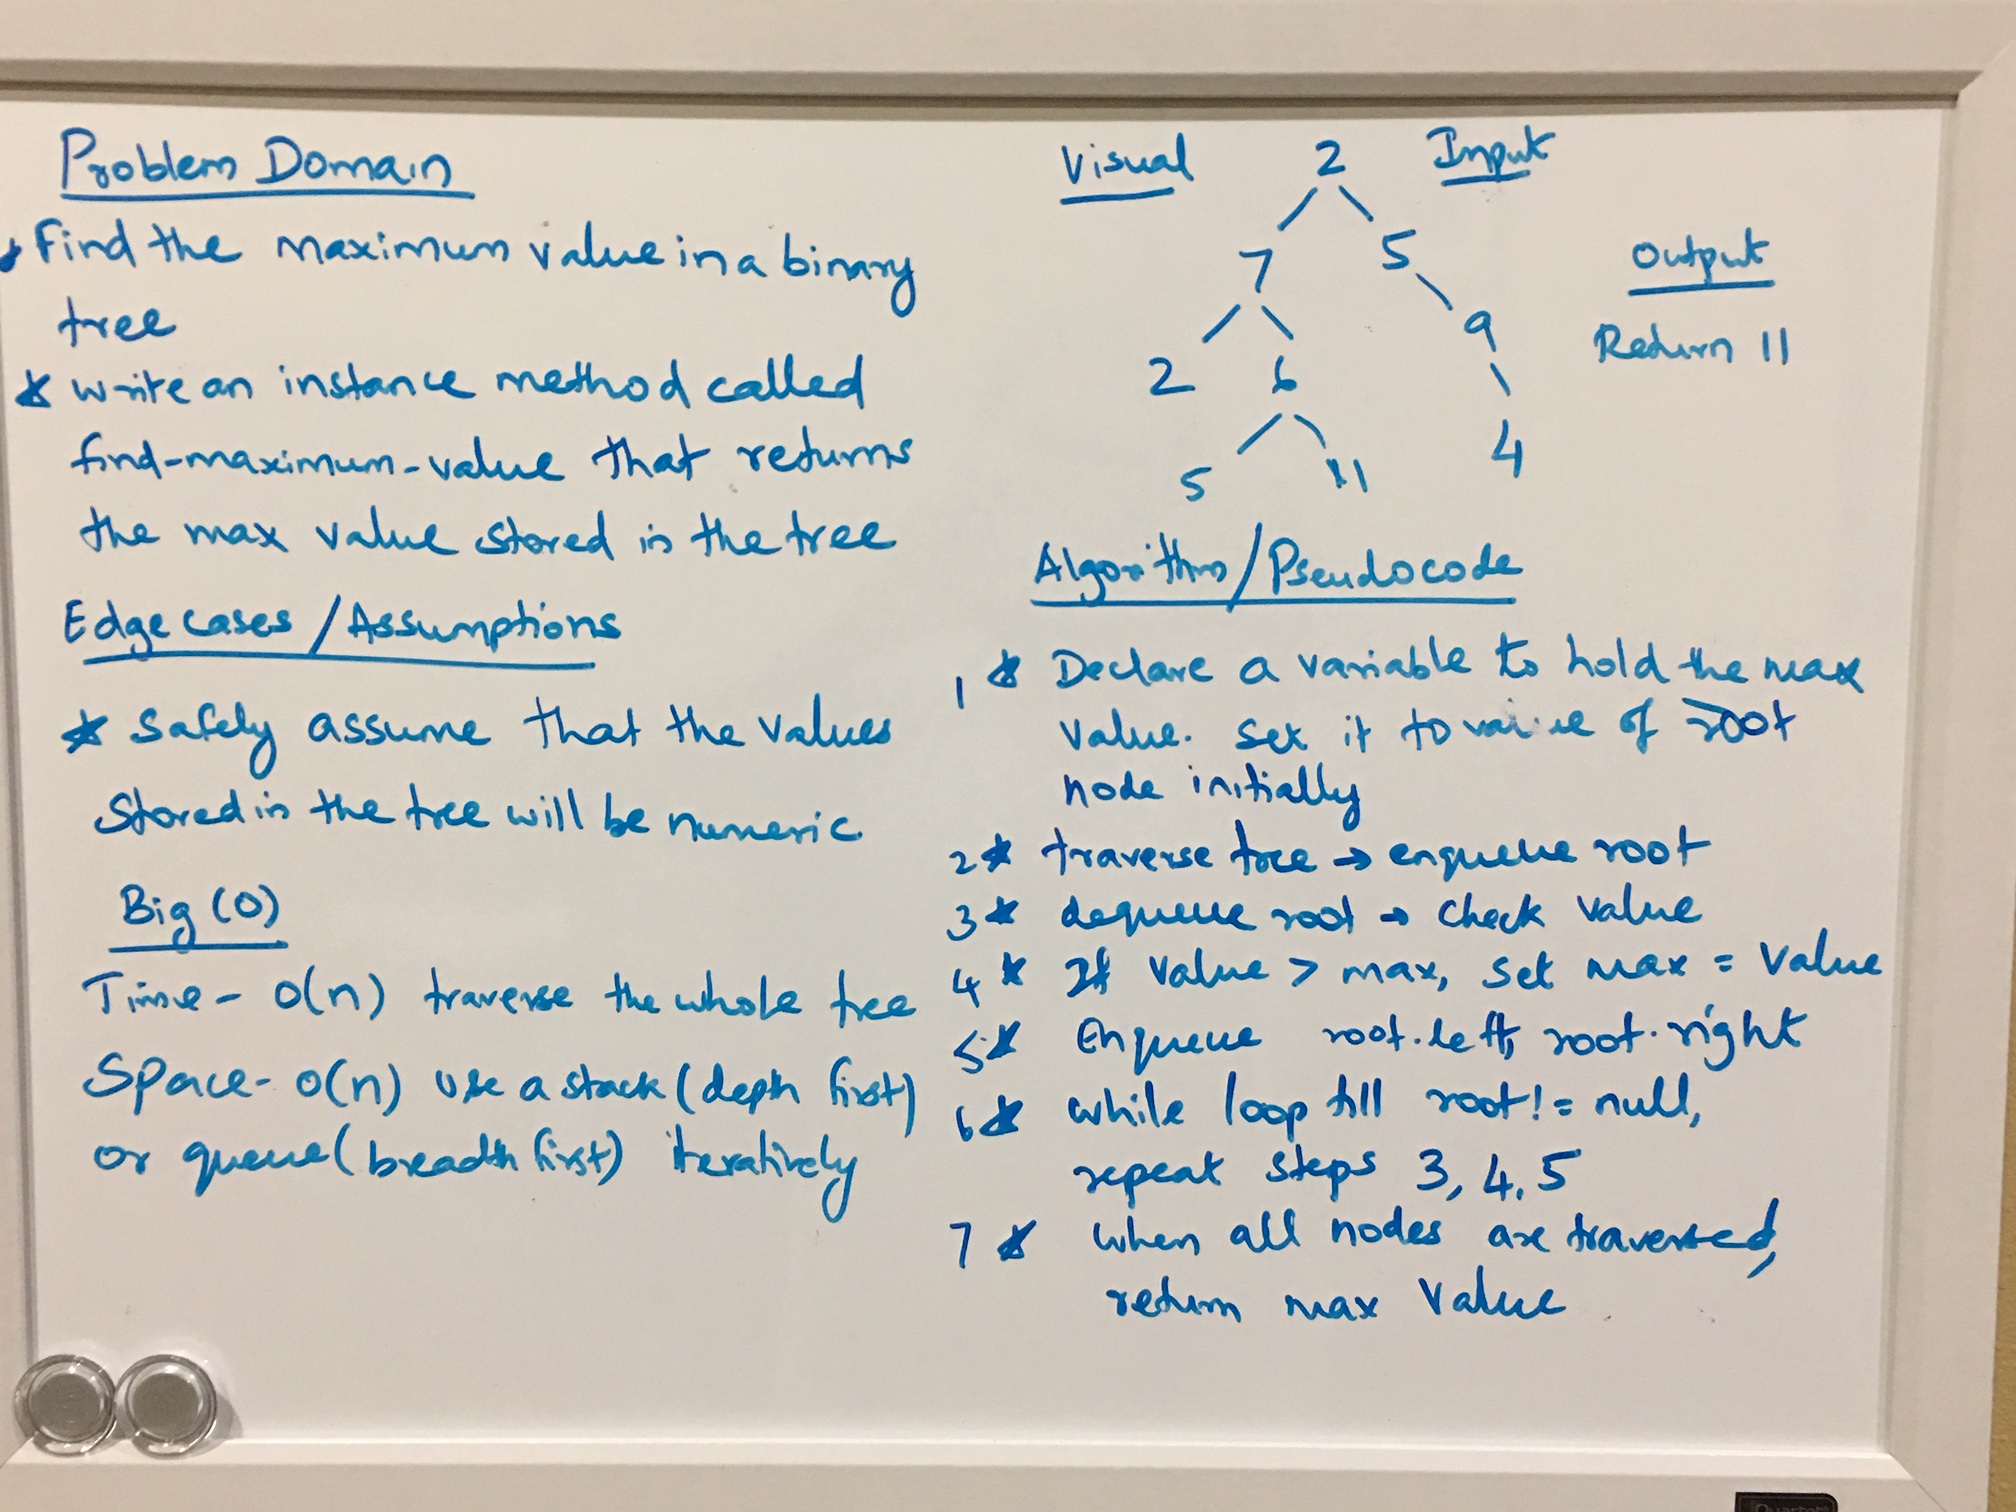 Problem Domain
* Find the maximum value in a binary
tree
* write an instance method called
find-maximum-value that returns
the max value stored in the tree
Edge cases / Assumptions
* Safely assume that the values
Stored in the tree will be numeric.
Big (O)
Time - O(n) traverse the whole tree
Space - O(n) use a stack (depth first)
or queue (breadth first) iteratively
Visual
Input
2
7 5
9
2 6
4
5 11
Output
Return 11
Algorithm / Pseudocode
1 * Declare a variable to hold the max
value. Set it to value of root
node initially
2 * traverse tree → enqueue root
3 * dequeue root → check value
4 * If value > max, set max = value
5 * Enqueue root.left, root.right
6 * while loop till root != null,
repeat steps 3, 4, 5
7 * when all nodes are traversed,
return max value
Quartet